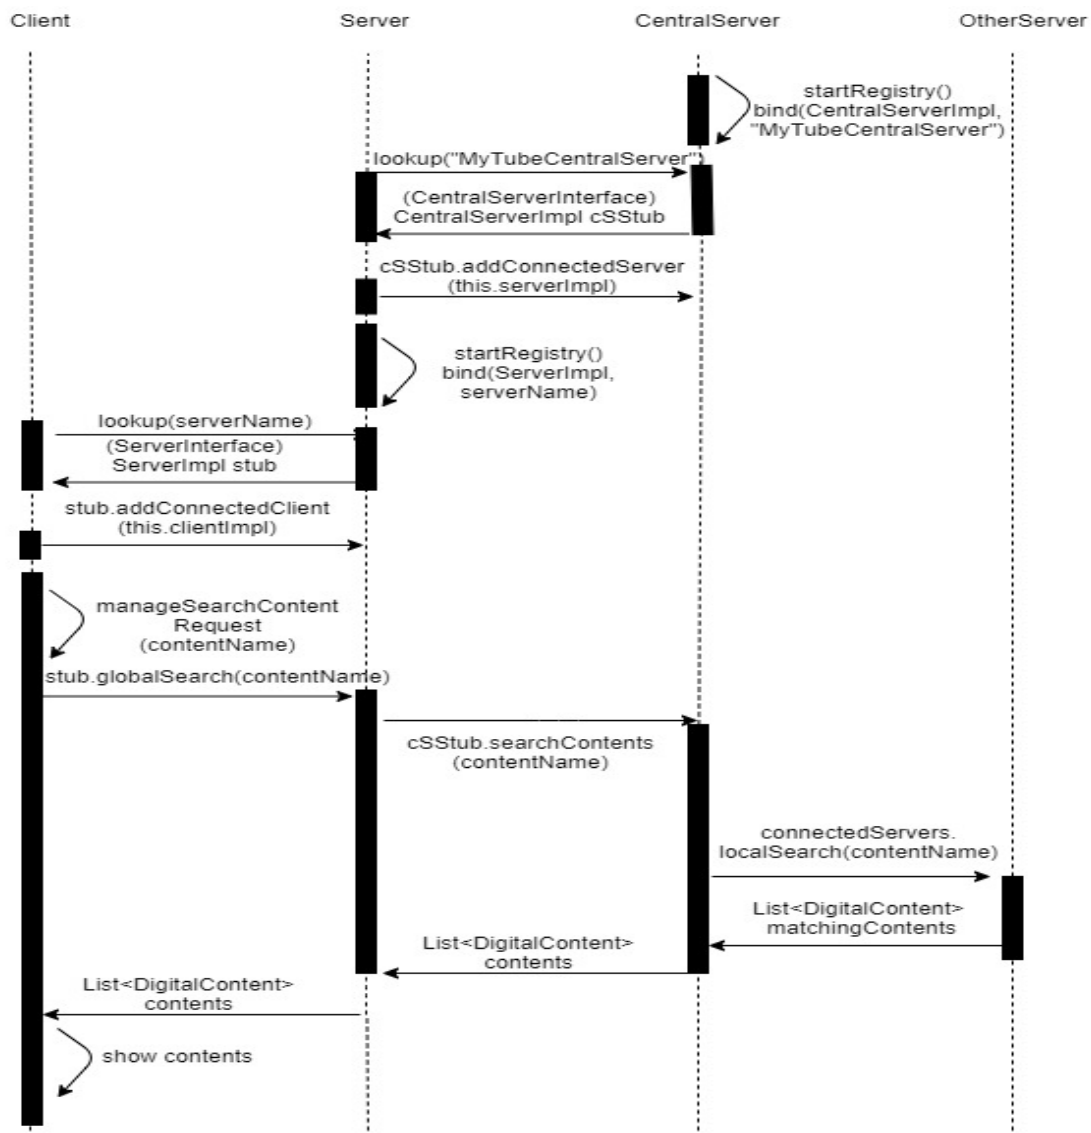 Client
Server
CentralServer
OtherServer
startRegistry()
bind(CentralServerImpl,
"MyTubeCentralServer")
lookup("MyTubeCentralServer")
(CentralServerInterface)
CentralServerImpl cSStub
cSStub.addConnectedServer
(this.serverImpl)
startRegistry()
bind(ServerImpl,
serverName)
lookup(serverName)
(ServerInterface)
ServerImpl stub
stub.addConnectedClient
(this.clientImpl)
manageSearchContent
Request
(contentName)
stub.globalSearch(contentName)
cSStub.searchContents
(contentName)
connectedServers.
localSearch(contentName)
List<DigitalContent>
matchingContents
List<DigitalContent>
contents
List<DigitalContent>
contents
show contents